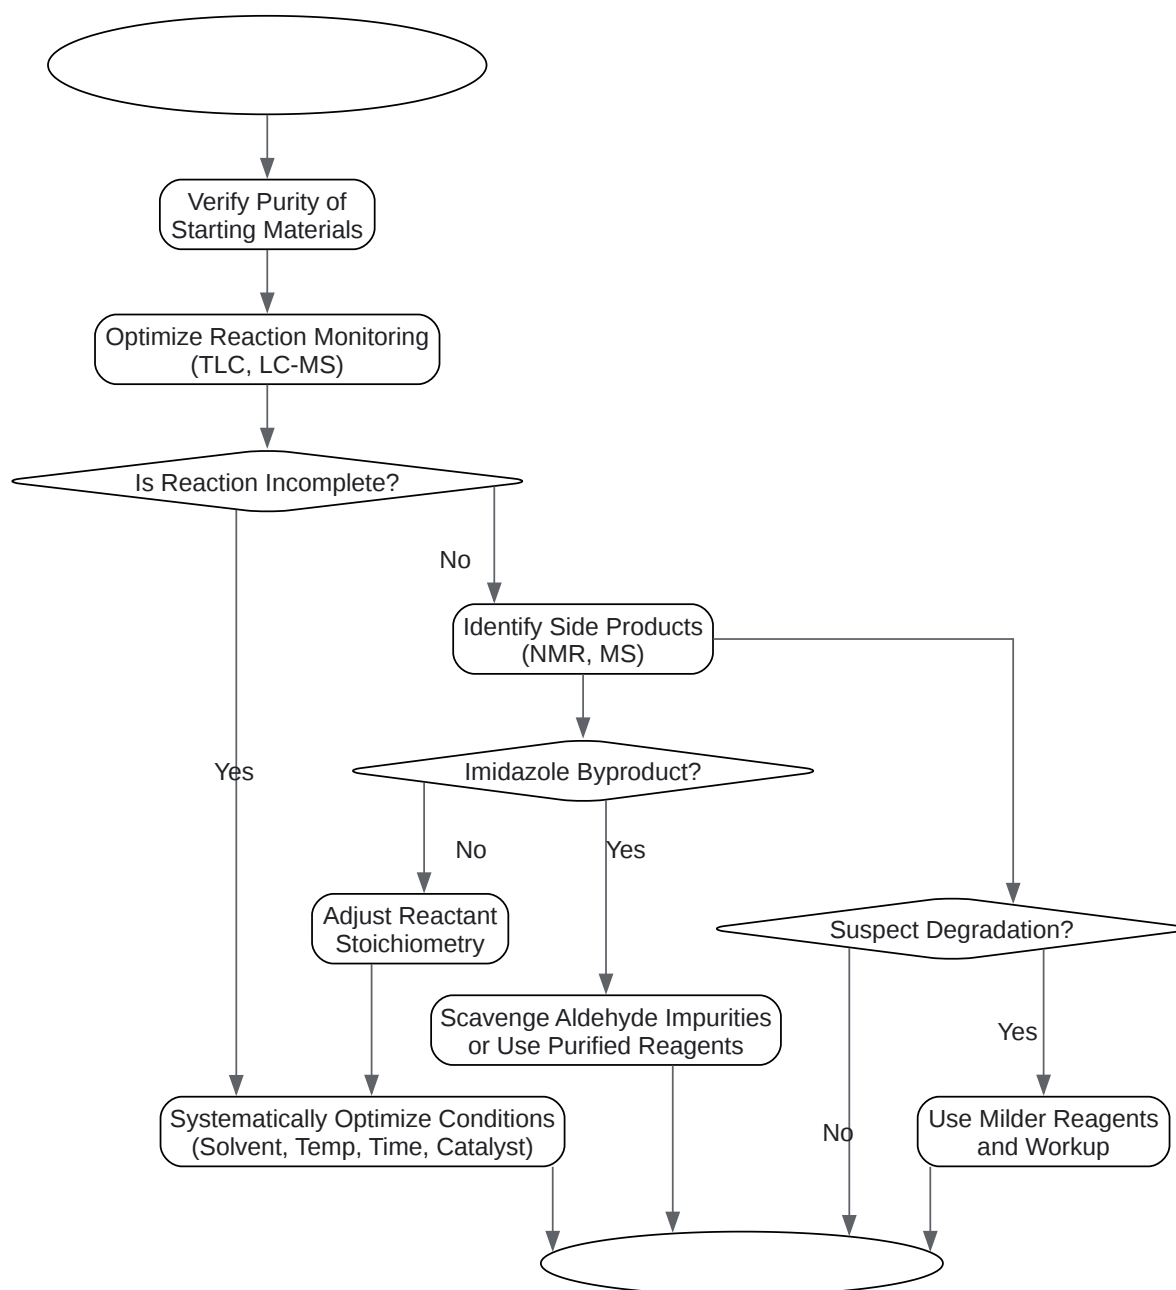 Verify Purity of
Starting Materials
Optimize Reaction Monitoring
(TLC, LC-MS)
Is Reaction Incomplete?
No
Identify Side Products
(NMR, MS)
Yes
Imidazole Byproduct?
No
Yes
Adjust Reactant
Stoichiometry
Suspect Degradation?
Scavenge Aldehyde Impurities
or Use Purified Reagents
Yes
Systematically Optimize Conditions
(Solvent, Temp, Time, Catalyst)
No
Use Milder Reagents
and Workup